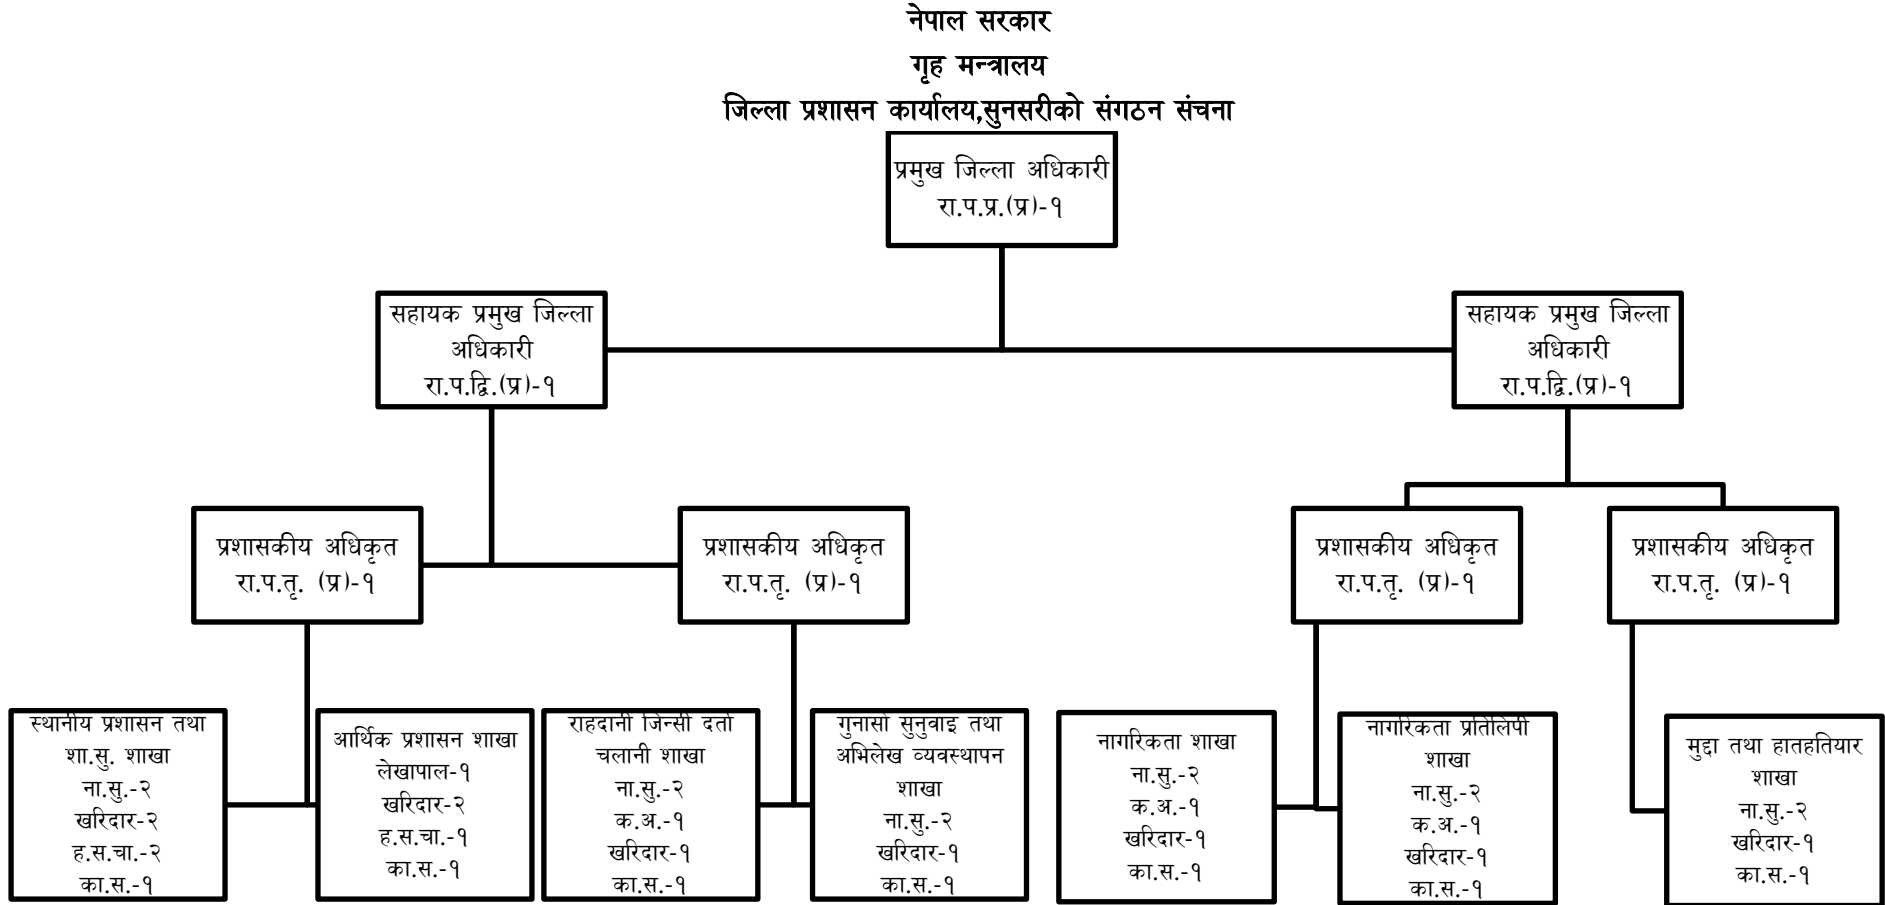 नेपाल सरकार
गृह मन्त्रालय
जिल्ला प्रशासन कार्यालय,सुनसरीको संगठन संचना
प्रमुख जिल्ला अधिकारी
रा.प.प्र.(प्र)-१
सहायक प्रमुख जिल्ला
अधिकारी
रा.प.द्वि.(प्र)-१
सहायक प्रमुख जिल्ला
अधिकारी
रा.प.द्वि.(प्र)-१
प्रशासकीय अधिकृत
रा.प.तृ. (प्र)-१
प्रशासकीय अधिकृत
रा.प.तृ. (प्र)-१
प्रशासकीय अधिकृत
रा.प.तृ. (प्र)-१
प्रशासकीय अधिकृत
रा.प.तृ. (प्र)-१
स्थानीय प्रशासन तथा
शा.सु. शाखा
ना.सु.-२
खरिदार-२
ह.स.चा.-२
का.स.-१
आर्थिक प्रशासन शाखा
लेखापाल-१
खरिदार-२
ह.स.चा.-१
का.स.-१
राहदानी जिन्सी दर्ता
चलानी शाखा
ना.सु.-२
क.अ.-१
खरिदार-१
का.स.-१
गुनासो सुनुवाइ तथा
अभिलेख व्यवस्थापन
शाखा
ना.सु.-२
खरिदार-१
का.स.-१
नागरिकता शाखा
ना.सु.-२
क.अ.-१
खरिदार-१
का.स.-१
नागरिकता प्रतिलिपी
शाखा
ना.सु.-२
क.अ.-१
खरिदार-१
का.स.-१
मुद्दा तथा हातहतियार
शाखा
ना.सु.-२
खरिदार-१
का.स.-१